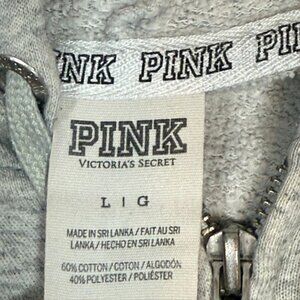 INK PINK PINK
PINK
VICTORIA'S SECRET
L | G
MADE IN SRI LANKA / FAIT AU SRI
LANKA / HECHO EN SRI LANKA
60% COTTON / COTON / ALGODÓN
40% POLYESTER / POLIÉSTER